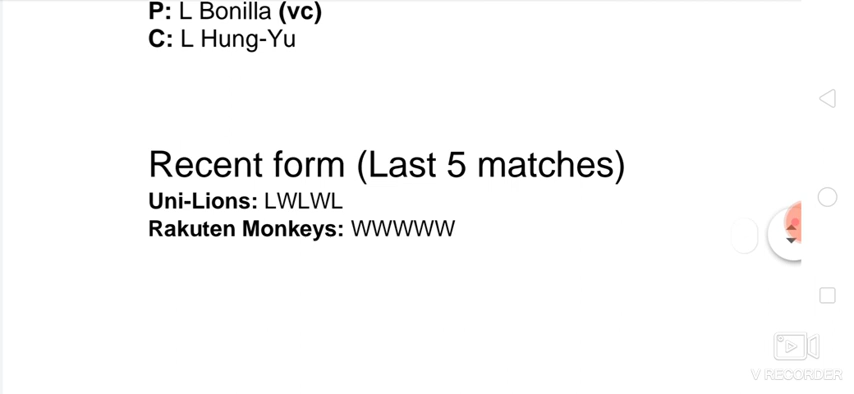 P: L Bonilla (vc)
C: L Hung-Yu
Recent form (Last 5 matches)
Uni-Lions: LWLWL
Rakuten Monkeys: WWWWW
V RECORDER